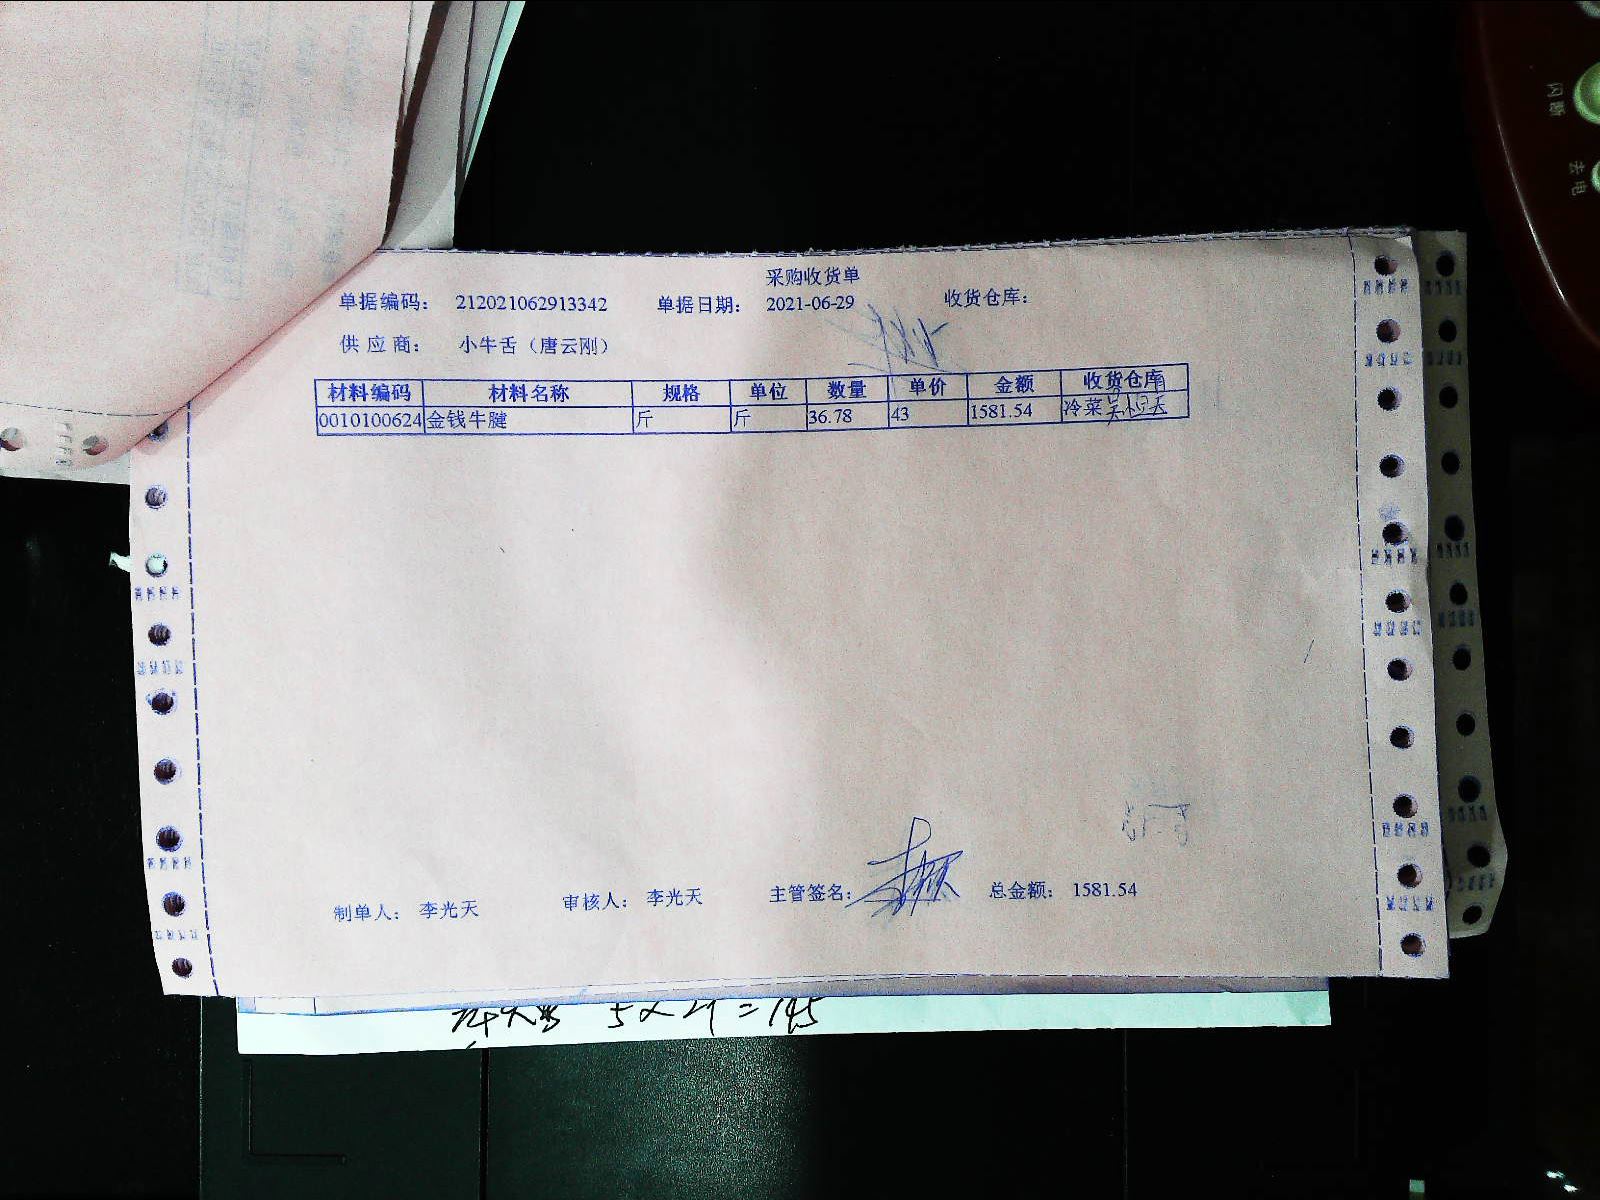 采购收货单
单据编码： 212021062913342 单据日期： 2021-06-29 收货仓库：
供 应 商： 小牛舌（唐云刚）
材料编码 材料名称 规格 单位 数量 单价 金额 收货仓库
0010100624 金钱牛腱 斤 斤 36.78 43 1581.54 冷菜
制单人： 李光天 审核人： 李光天 主管签名： 总金额： 1581.54
闪断
去电